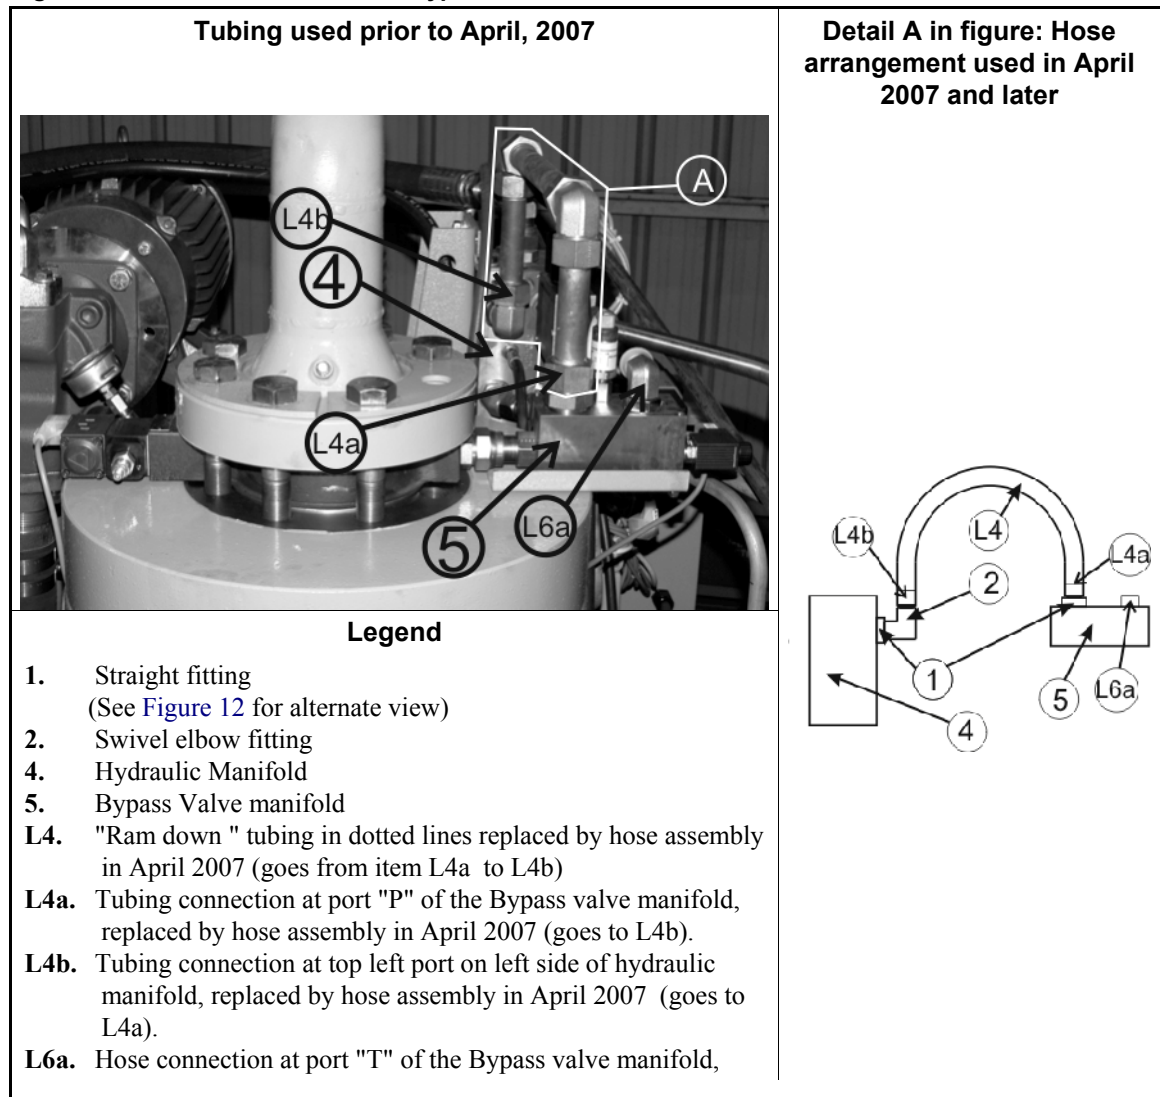 Tubing used prior to April, 2007
Detail A in figure: Hose
arrangement used in April
2007 and later
A
L4b
4
L4a
5
L6a
L4b
L4
L4a
2
1
5
L6a
4
Legend
1. Straight fitting
(See Figure 12 for alternate view)
2. Swivel elbow fitting
4. Hydraulic Manifold
5. Bypass Valve manifold
L4. "Ram down " tubing in dotted lines replaced by hose assembly
in April 2007 (goes from item L4a to L4b)
L4a. Tubing connection at port "P" of the Bypass valve manifold,
replaced by hose assembly in April 2007 (goes to L4b).
L4b. Tubing connection at top left port on left side of hydraulic
manifold, replaced by hose assembly in April 2007 (goes to
L4a).
L6a. Hose connection at port "T" of the Bypass valve manifold,